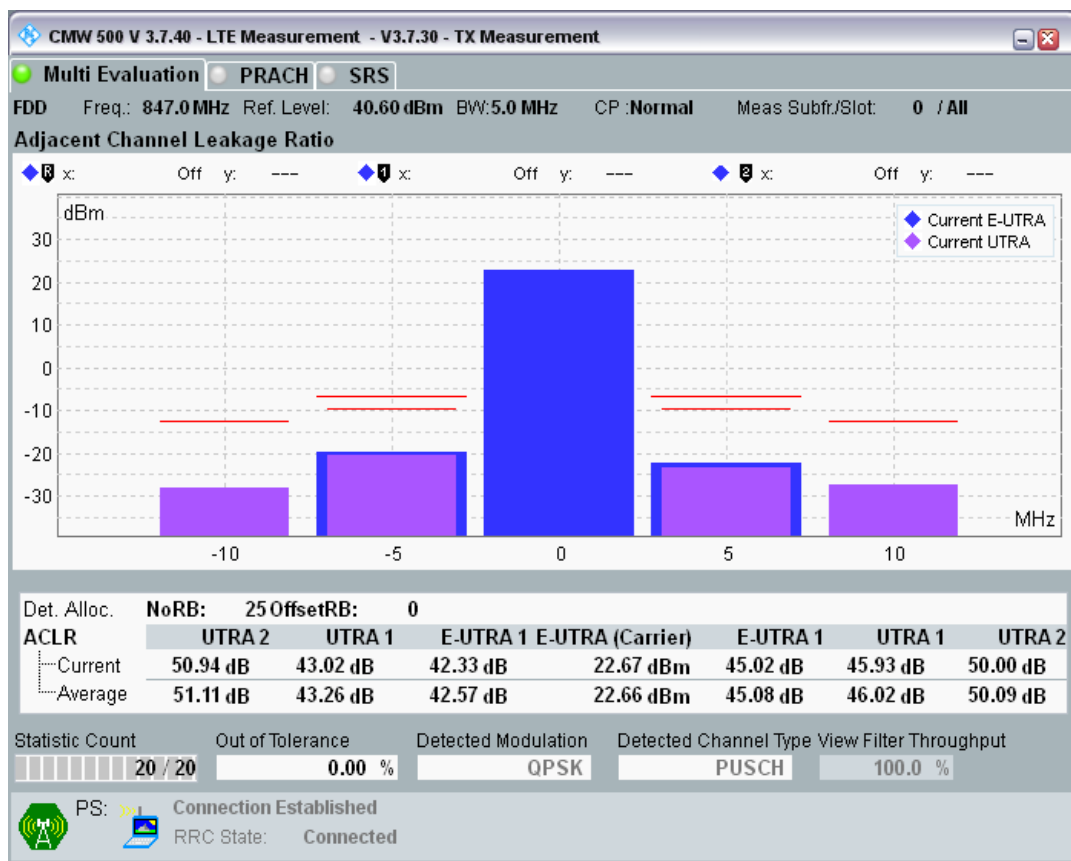 CMW 500 V 3.7.40 - LTE Measurement - V3.7.30 - TX Measurement
Multi Evaluation PRACH SRS
FDD Freq.: 847.0 MHz Ref. Level: 40.60 dBm BW:5.0 MHz CP :Normal Meas Subfr./Slot: 0 / All
Adjacent Channel Leakage Ratio
R x: Off y: --- 1 x: Off y: --- 2 x: Off y: ---
dBm
Current E-UTRA
Current UTRA
30
20
10
0
-10
-20
-30
MHz
-10 -5 0 5 10
Det. Alloc. NoRB: 25 OffsetRB: 0
ACLR UTRA 2 UTRA 1 E-UTRA 1 E-UTRA (Carrier) E-UTRA 1 UTRA 1 UTRA 2
Current 50.94 dB 43.02 dB 42.33 dB 22.67 dBm 45.02 dB 45.93 dB 50.00 dB
Average 51.11 dB 43.26 dB 42.57 dB 22.66 dBm 45.08 dB 46.02 dB 50.09 dB
Statistic Count Out of Tolerance Detected Modulation Detected Channel Type View Filter Throughput
20 / 20 0.00 % QPSK PUSCH 100.0 %
PS: Connection Established
RRC State: Connected